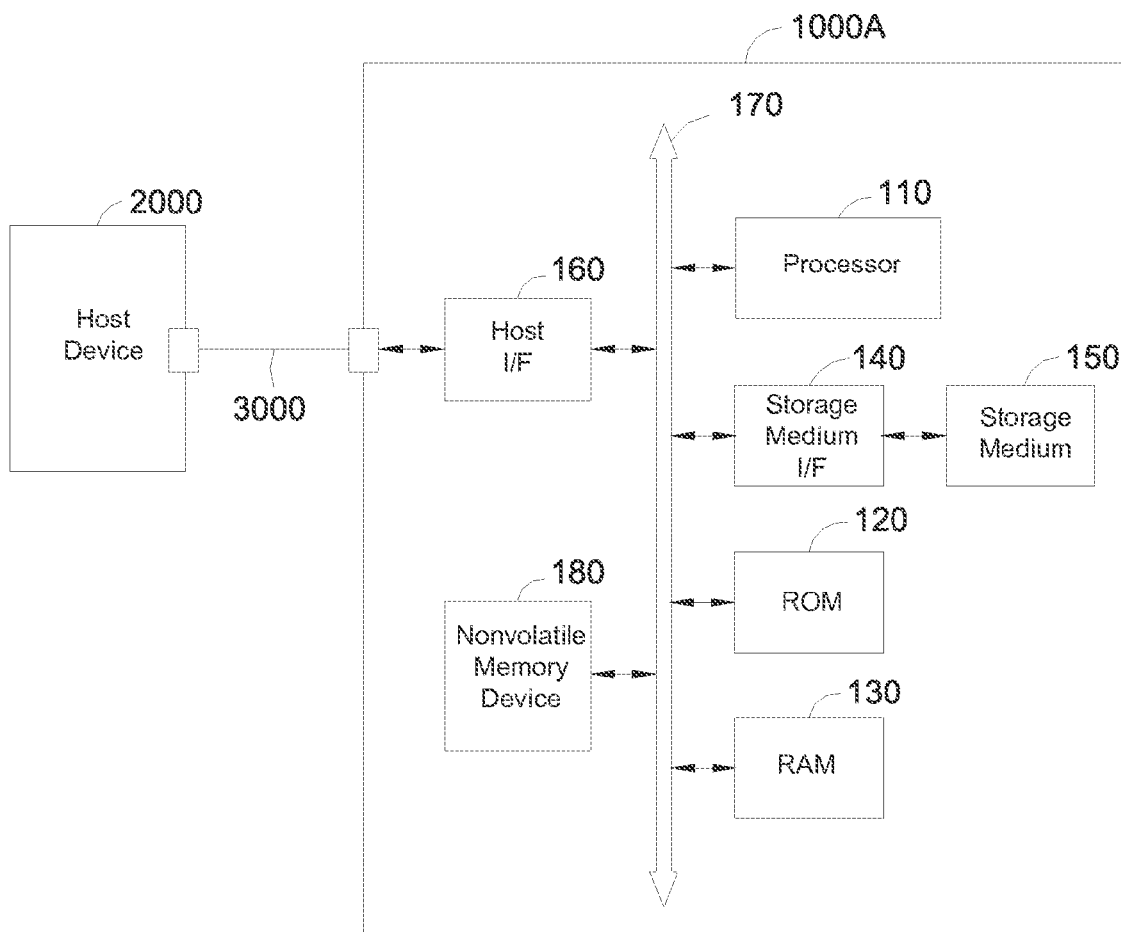 1000A
170
2000
110
Processor
160
Host
Device
Host
I/F
3000
140
150
Storage
Medium
I/F
Storage
Medium
120
ROM
180
Nonvolatile
Memory
Device
130
RAM